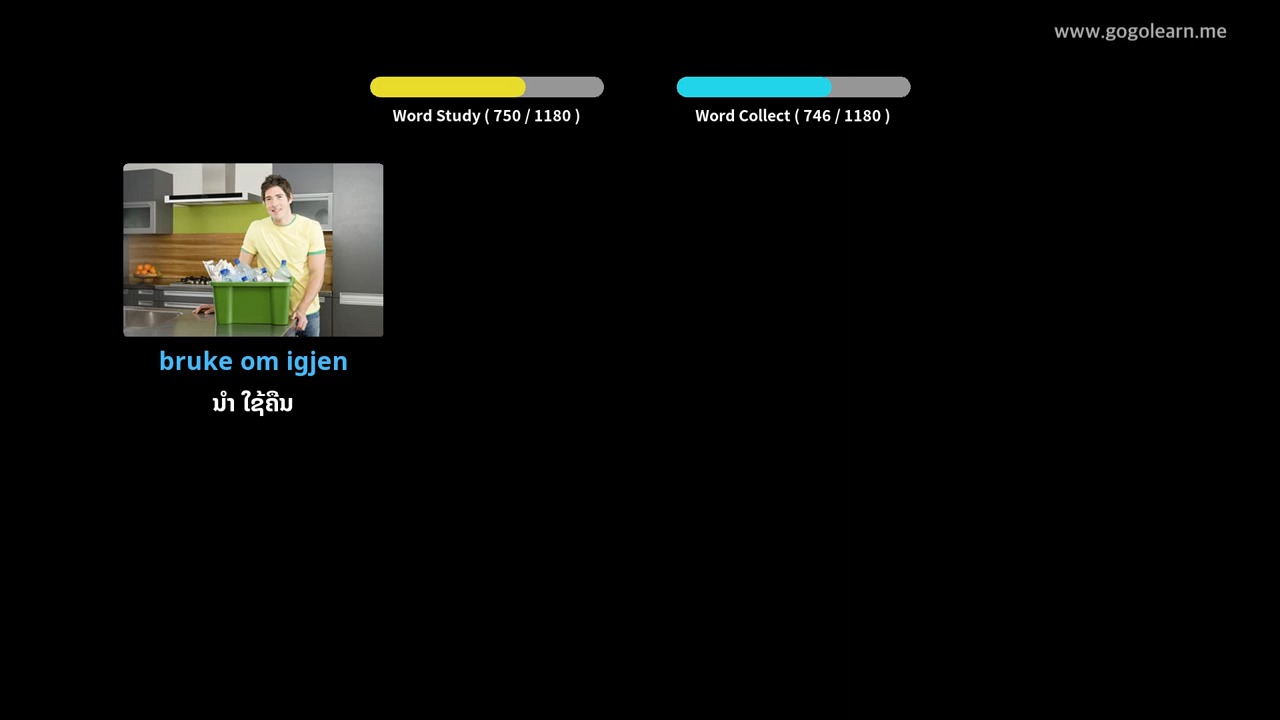 www.gogolearn.me
Word Study ( 750 / 1180 )
Word Collect ( 746 / 1180 )
bruke om igjen
ນຳ ໃຊ້ຄືນ